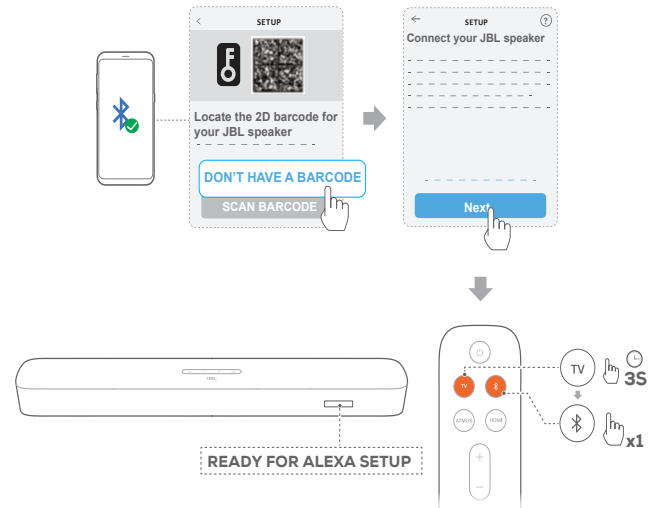 SETUP
Locate the 2D barcode for
your JBL speaker
DON'T HAVE A BARCODE
SCAN BARCODE
SETUP
?
Connect your JBL speaker
Next
JBL
READY FOR ALEXA SETUP
TV
ATMOS
HDMI
+
−
TV
3S
x1